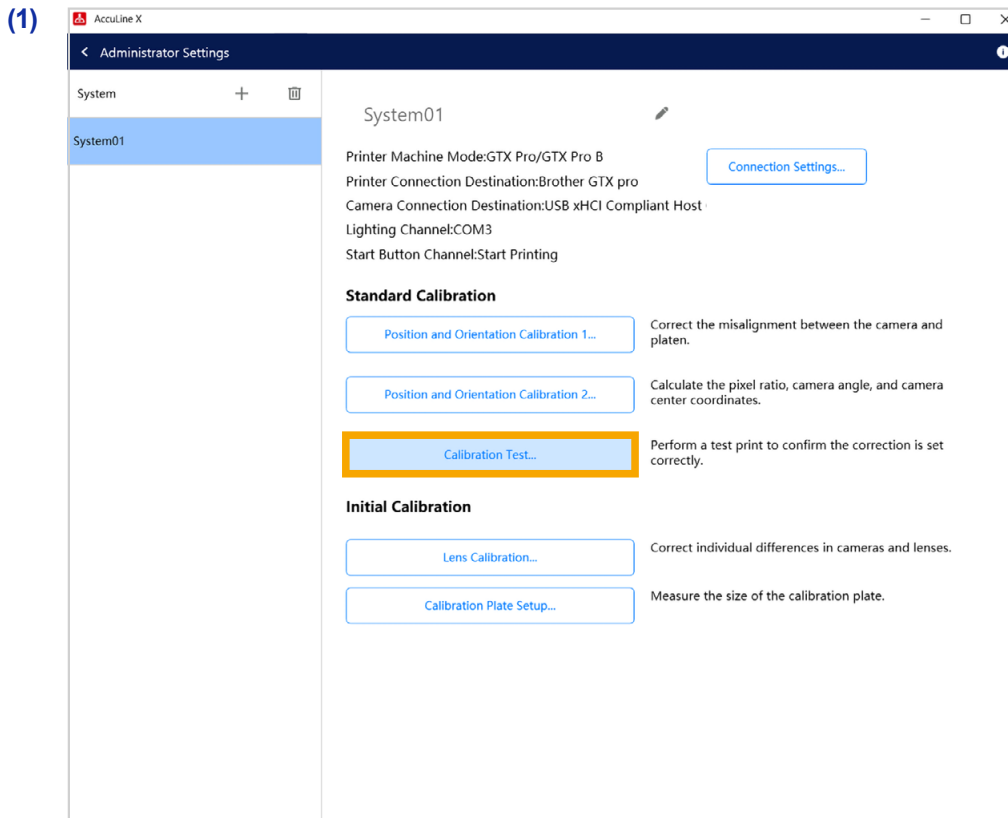 (1)
AccuLine X
Administrator Settings
System
System01
System01
Printer Machine Mode:GTX Pro/GTX Pro B
Connection Settings...
Printer Connection Destination:Brother GTX pro
Camera Connection Destination:USB xHCI Compliant Host
Lighting Channel:COM3
Start Button Channel:Start Printing
Standard Calibration
Position and Orientation Calibration 1...
Correct the misalignment between the camera and
platen.
Position and Orientation Calibration 2...
Calculate the pixel ratio, camera angle, and camera
center coordinates.
Calibration Test...
Perform a test print to confirm the correction is set
correctly.
Initial Calibration
Lens Calibration...
Correct individual differences in cameras and lenses.
Calibration Plate Setup...
Measure the size of the calibration plate.